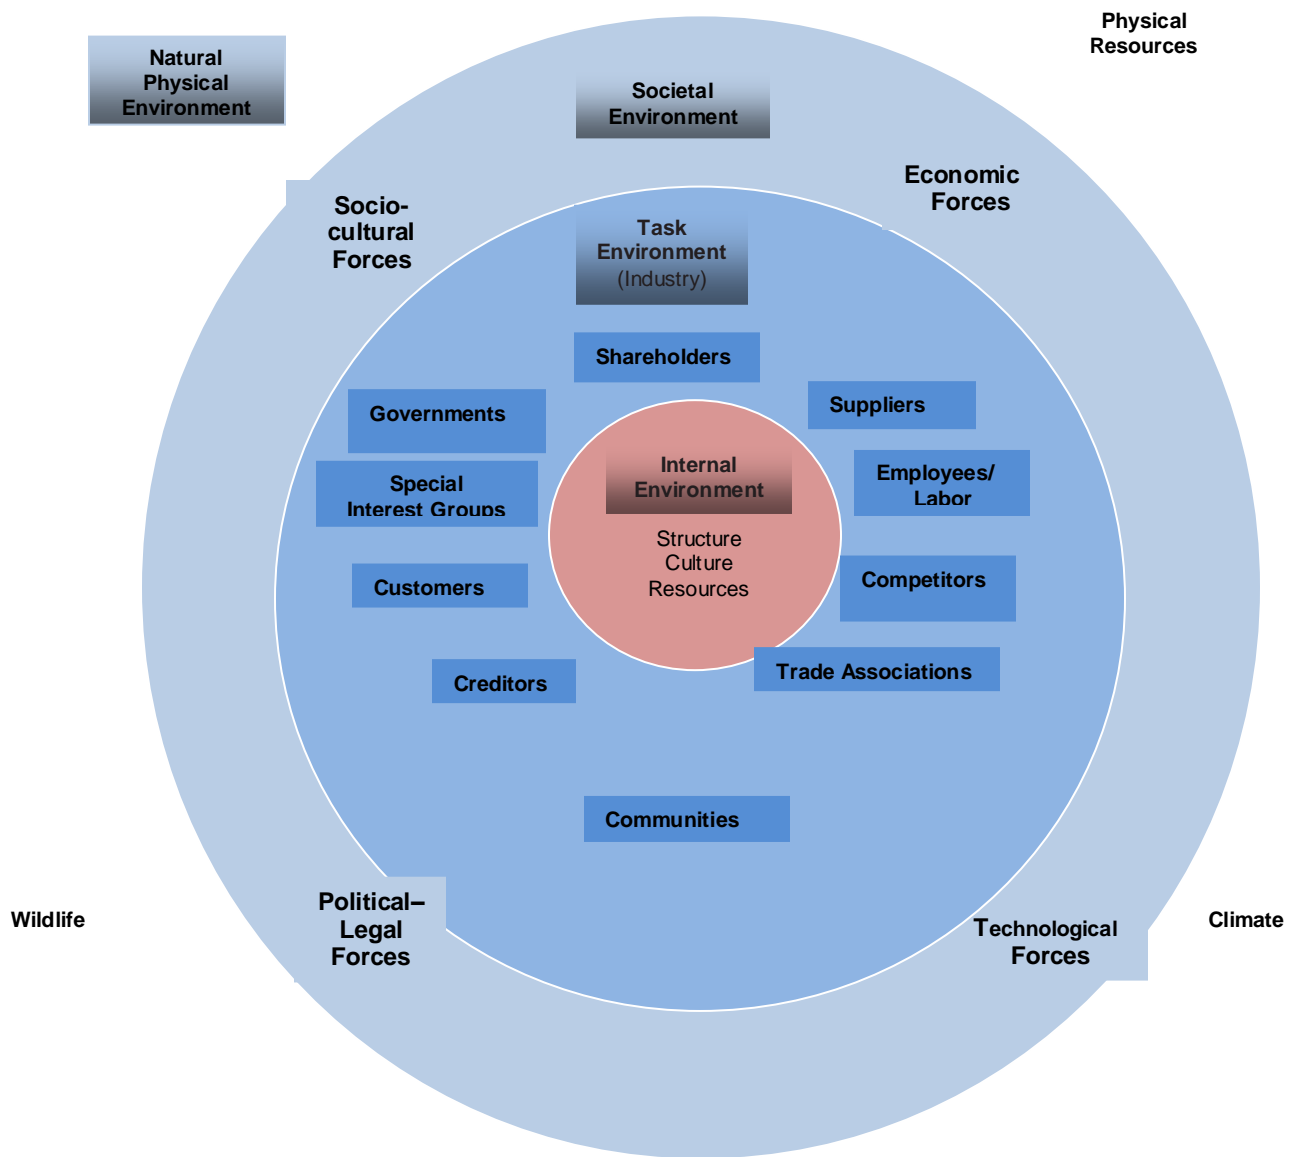 Physical
Resources
Natural
Physical
Environment
Societal
Environment
Economic
Forces
Socio-
cultural
Forces
Task
Environment
(Industry)
Shareholders
Suppliers
Governments
Internal
Environment
Employees/
Labor
Special
Interest Groups
Structure
Culture
Resources
Competitors
Customers
Trade Associations
Creditors
Communities
Political–
Legal
Forces
Wildlife
Technological
Forces
Climate